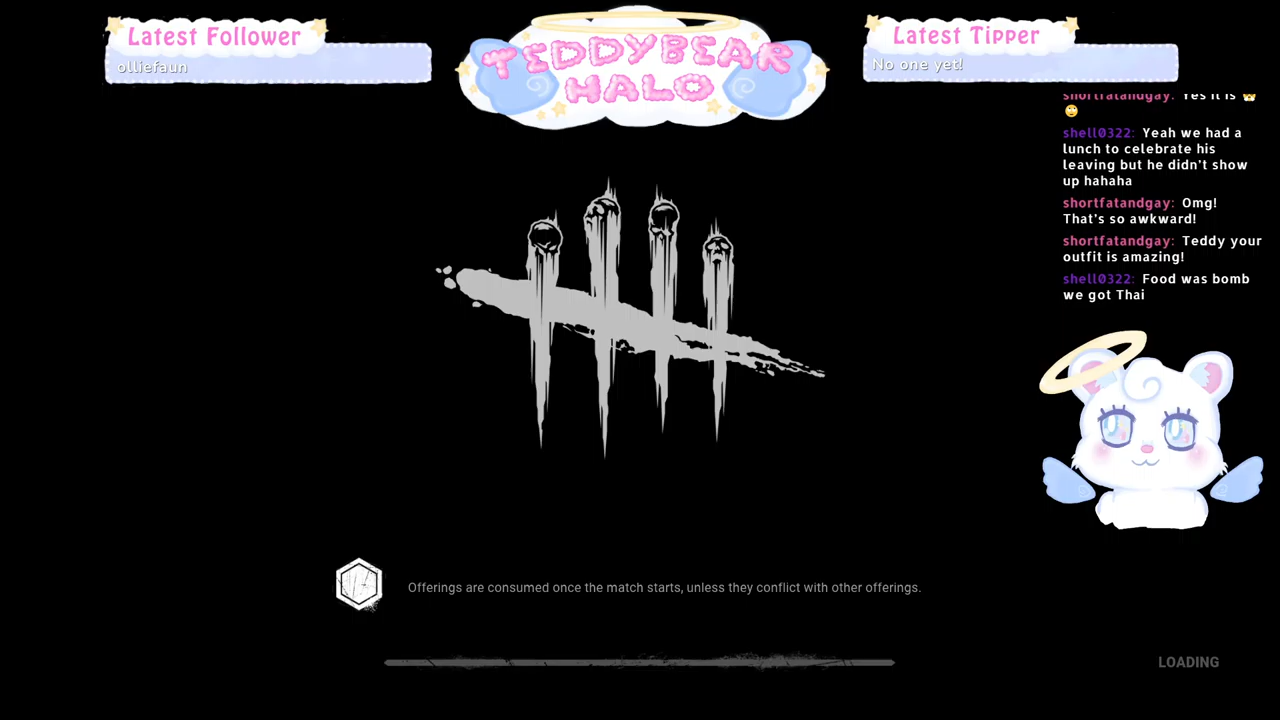 Latest Follower
olliefaun
TEDDYBEAR
HALO
Latest Tipper
No one yet!
shortfatandgay: Yes it is
shell0322: Yeah we had a
lunch to celebrate his
leaving but he didn't show
up hahaha
shortfatandgay: Omg!
That's so awkward!
shortfatandgay: Teddy your
outfit is amazing!
shell0322: Food was bomb
we got Thai
Offerings are consumed once the match starts, unless they conflict with other offerings.
LOADING